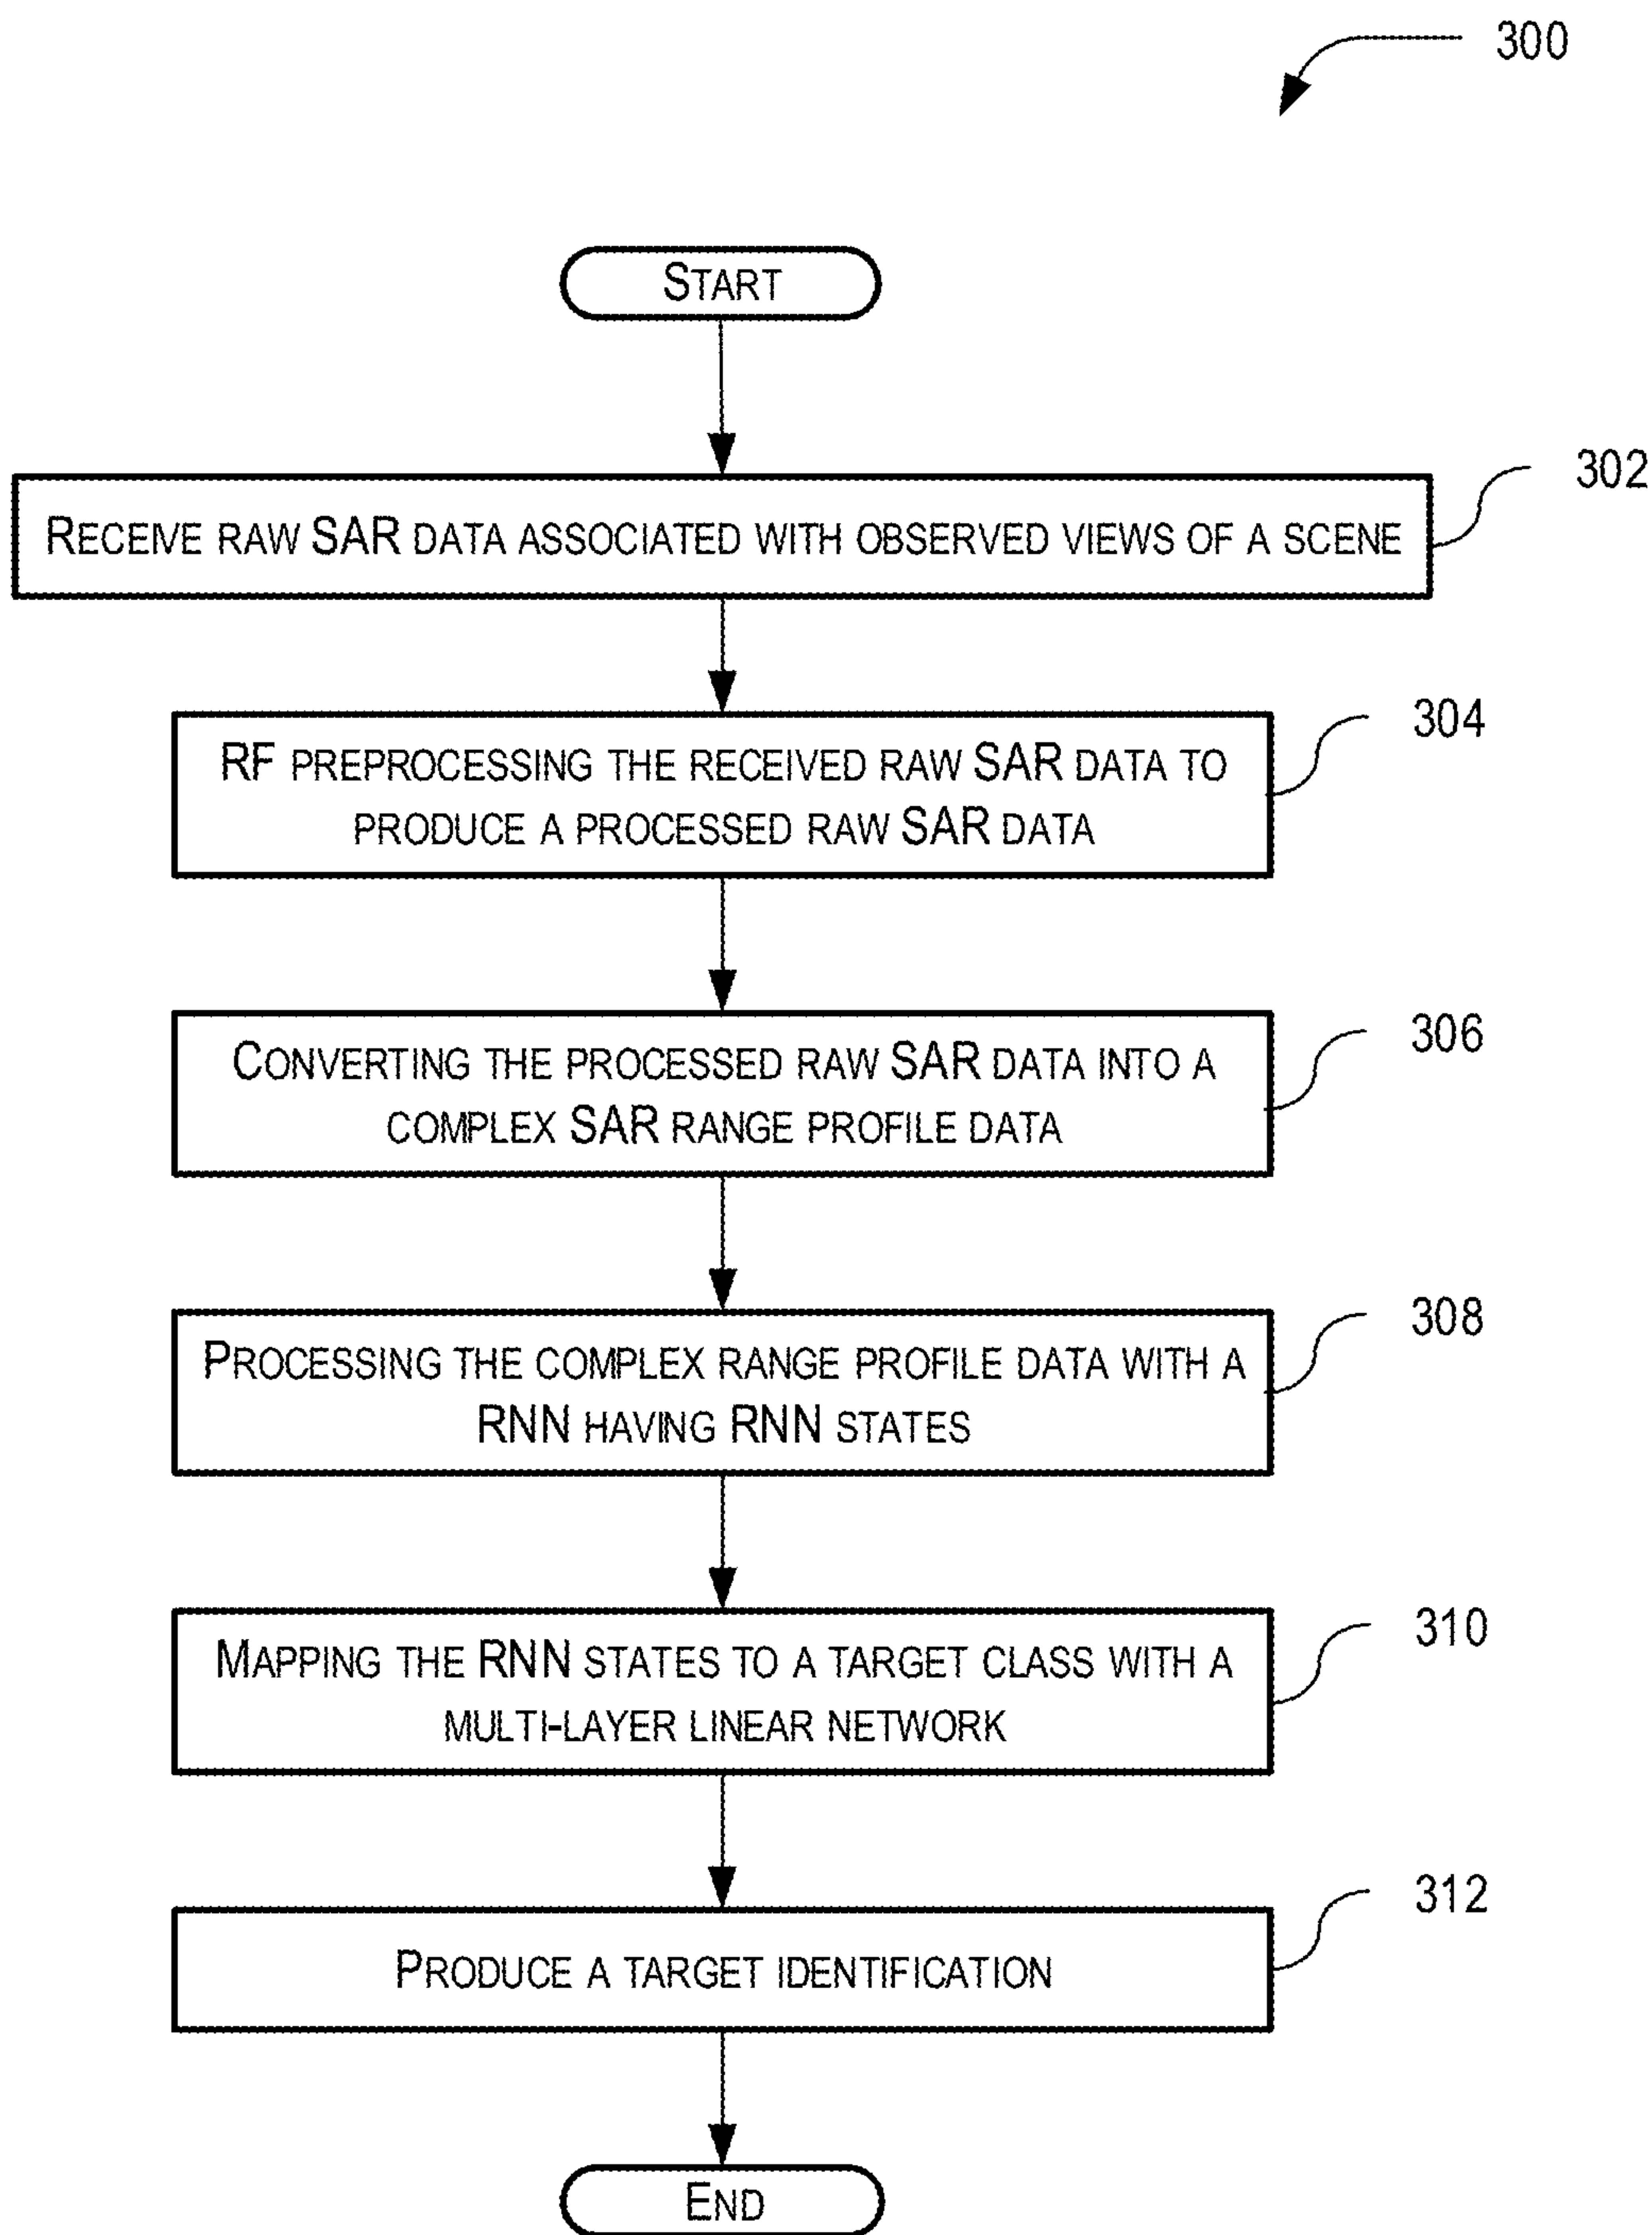 300
START
302
RECEIVE RAW SAR DATA ASSOCIATED WITH OBSERVED VIEWS OF A SCENE
304
RF PREPROCESSING THE RECEIVED RAW SAR DATA TO
PRODUCE A PROCESSED RAW SAR DATA
306
CONVERTING THE PROCESSED RAW SAR DATA INTO A
COMPLEX SAR RANGE PROFILE DATA
308
PROCESSING THE COMPLEX RANGE PROFILE DATA WITH A
RNN HAVING RNN STATES
310
MAPPING THE RNN STATES TO A TARGET CLASS WITH A
MULTI-LAYER LINEAR NETWORK
312
PRODUCE A TARGET IDENTIFICATION
END